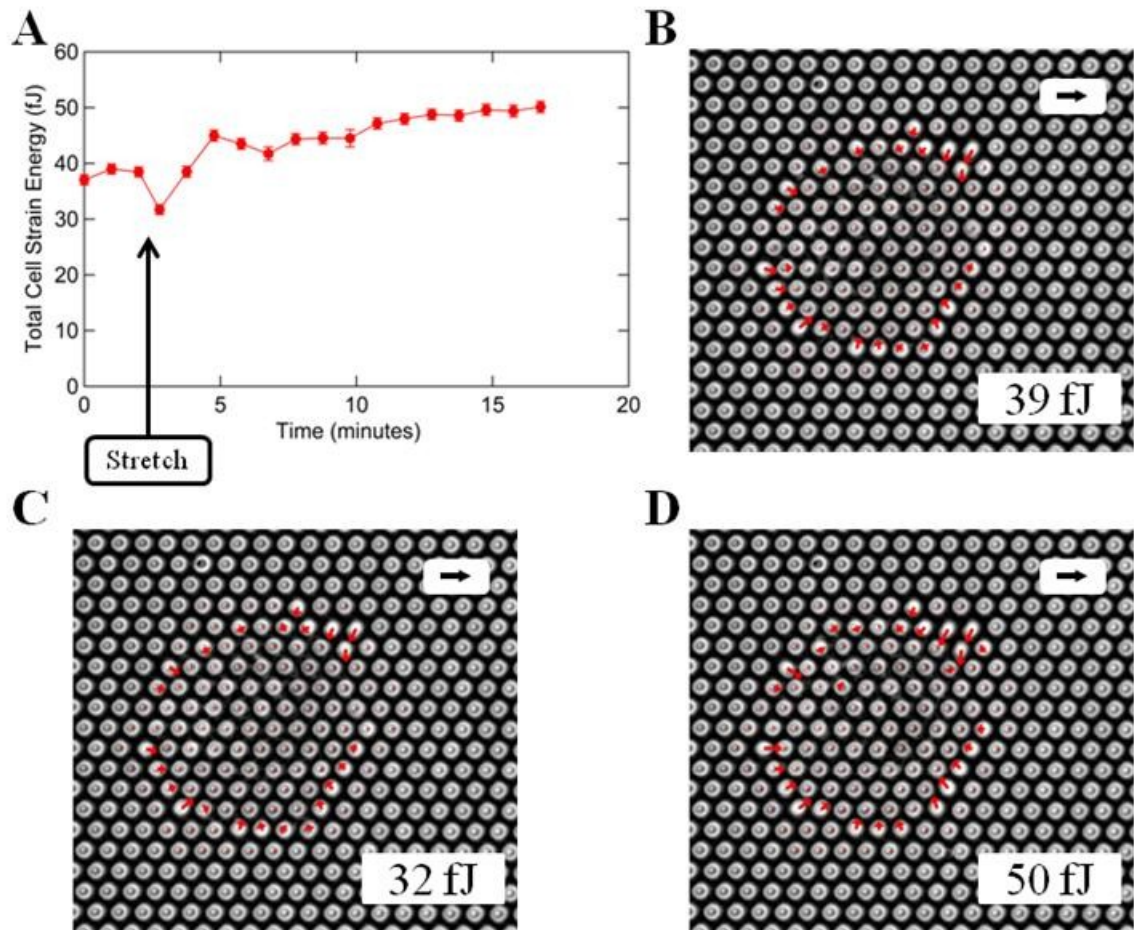 A
Total Cell Strain Energy (fJ)
60
50
40
30
20
10
0
0 5 10 15 20
Time (minutes)
Stretch
B
39 fJ
C
32 fJ
D
50 fJ